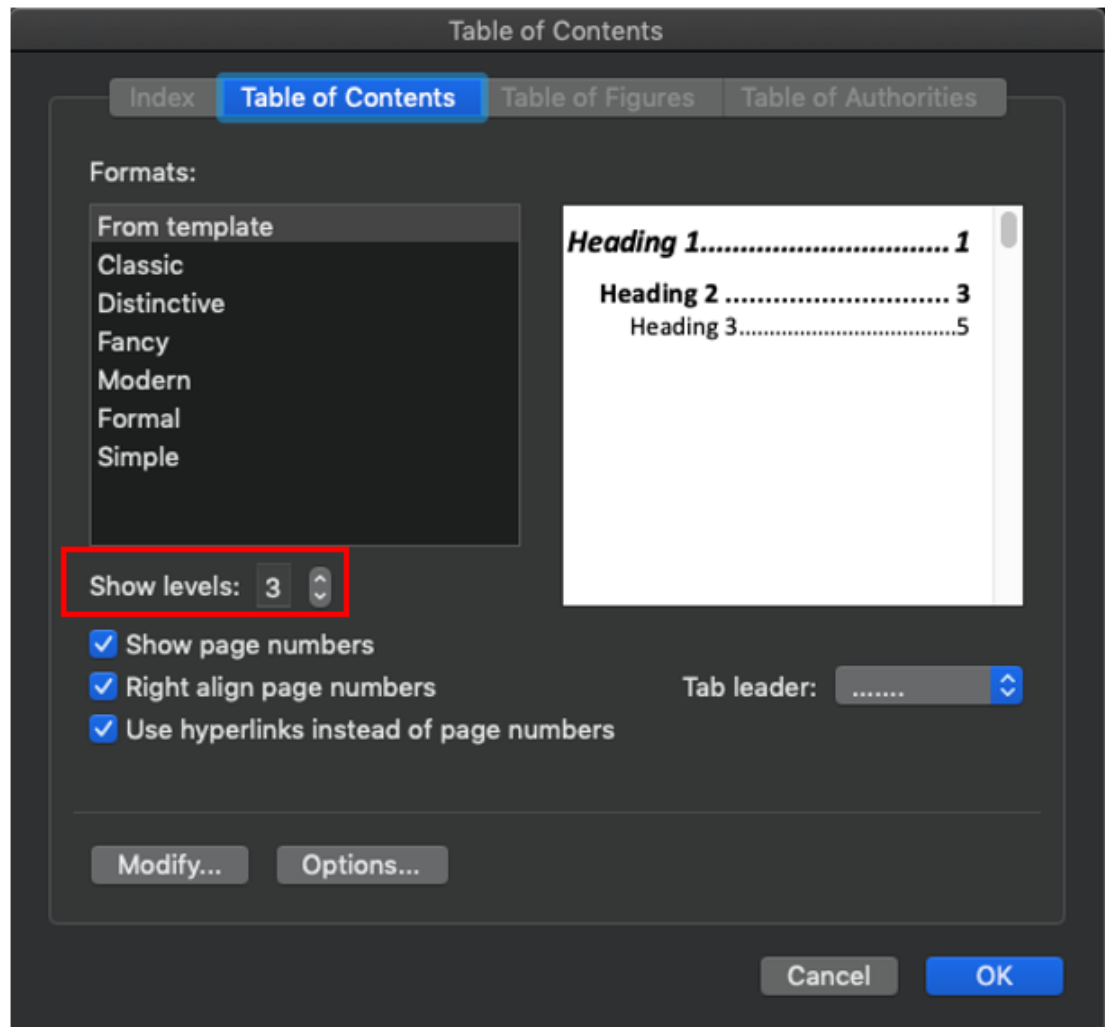 Table of Contents
Index Table of Contents Table of Figures Table of Authorities
Formats:
From template
Classic
Distinctive
Fancy
Modern
Formal
Simple
Heading 1................................ 1
Heading 2 ............................ 3
Heading 3.....................................5
Show levels: 3
Show page numbers
Right align page numbers
Tab leader: .......
Use hyperlinks instead of page numbers
Modify... Options...
Cancel OK